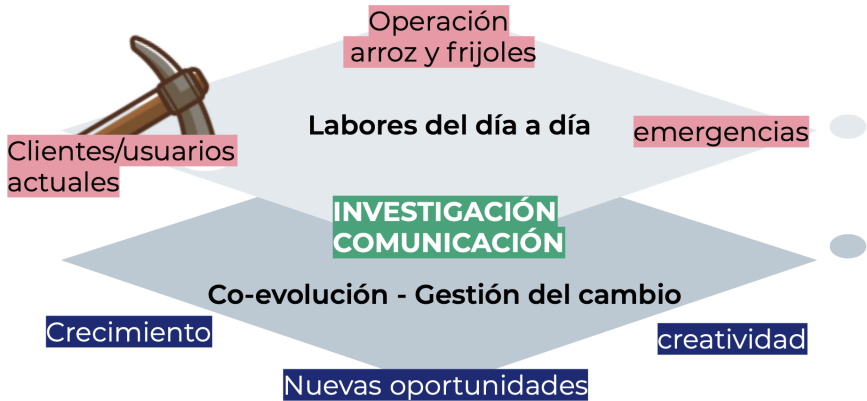 Operación
arroz y frijoles
Labores del día a día
emergencias
Clientes/usuarios
actuales
INVESTIGACIÓN
COMUNICACIÓN
Co-evolución - Gestión del cambio
Crecimiento
creatividad
Nuevas oportunidades